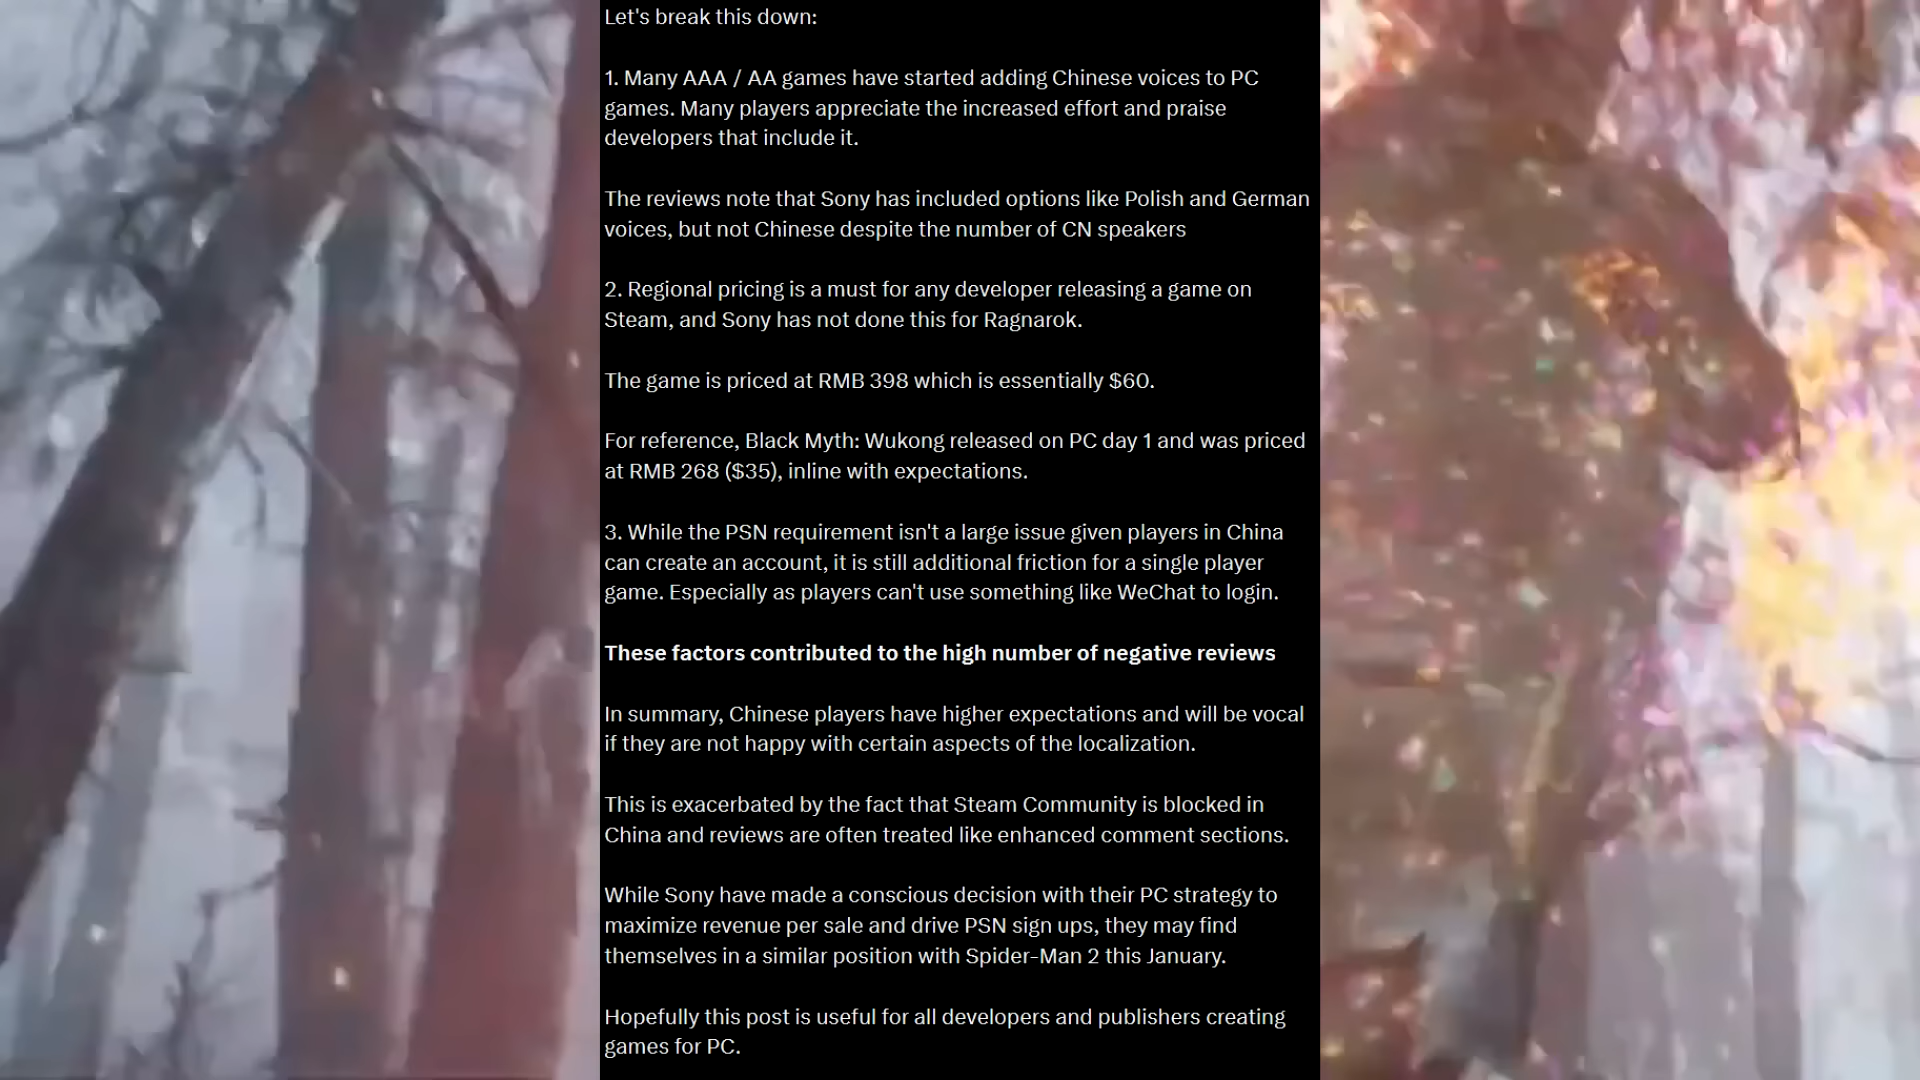 Let's break this down:
1. Many AAA / AA games have started adding Chinese voices to PC
games. Many players appreciate the increased effort and praise
developers that include it.
The reviews note that Sony has included options like Polish and German
voices, but not Chinese despite the number of CN speakers
2. Regional pricing is a must for any developer releasing a game on
Steam, and Sony has not done this for Ragnarok.
The game is priced at RMB 398 which is essentially $60.
For reference, Black Myth: Wukong released on PC day 1 and was priced
at RMB 268 ($35), inline with expectations.
3. While the PSN requirement isn't a large issue given players in China
can create an account, it is still additional friction for a single player
game. Especially as players can't use something like WeChat to login.
These factors contributed to the high number of negative reviews
In summary, Chinese players have higher expectations and will be vocal
if they are not happy with certain aspects of the localization.
This is exacerbated by the fact that Steam Community is blocked in
China and reviews are often treated like enhanced comment sections.
While Sony have made a conscious decision with their PC strategy to
maximize revenue per sale and drive PSN sign ups, they may find
themselves in a similar position with Spider-Man 2 this January.
Hopefully this post is useful for all developers and publishers creating
games for PC.